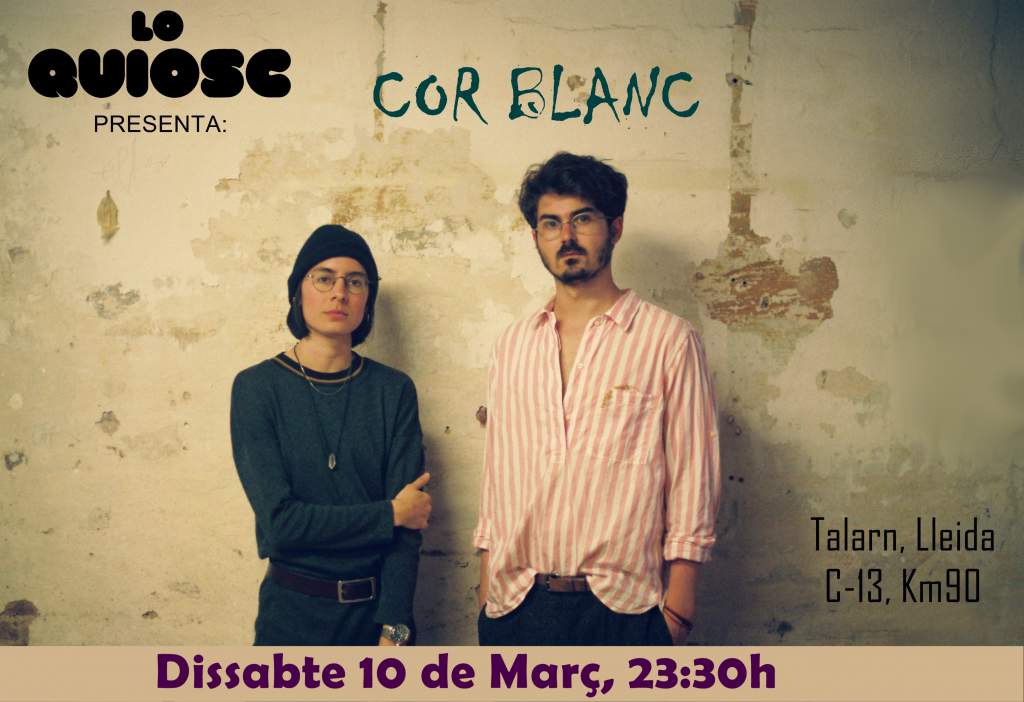 LO
QUIOSC
PRESENTA:
COR BLANC
Talarn, Lleida
C-13, Km90
Dissabte 10 de Març, 23:30h